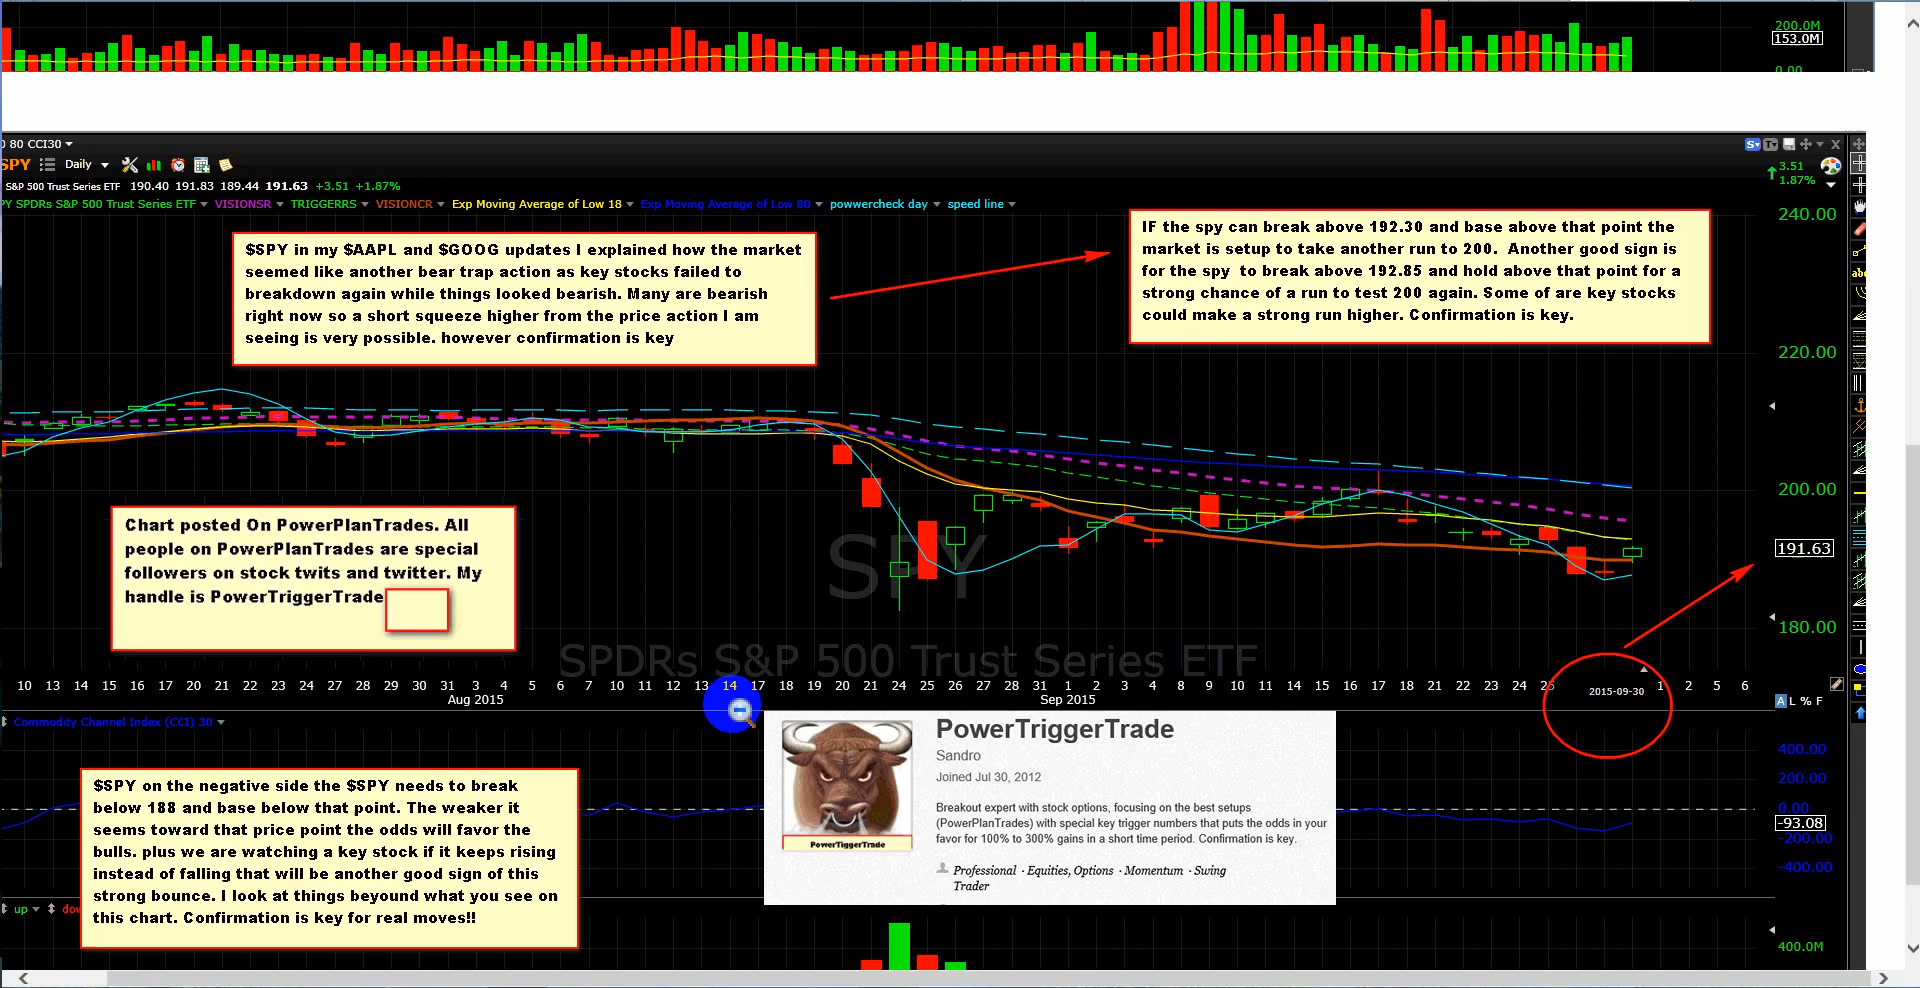 200.0M
153.0M
0.00
0 80 CCI30
SPY Daily
S&P 500 Trust Series ETF 190.40 191.83 189.44 191.63 +3.51 +1.87%
3.51
1.87%
PY SPDRs S&P 500 Trust Series ETF VISIONSR TRIGGERRS VISIONCR Exp Moving Average of Low 18 Exp Moving Average of Low 80 powwercheck day speed line
240.00
$SPY in my $AAPL and $GOOG updates I explained how the market
seemed like another bear trap action as key stocks failed to
breakdown again while things looked bearish. Many are bearish
right now so a short squeeze higher from the price action I am
seeing is very possible. however confirmation is key
IF the spy can break above 192.30 and base above that point the
market is setup to take another run to 200. Another good sign is
for the spy to break above 192.85 and hold above that point for a
strong chance of a run to test 200 again. Some of are key stocks
could make a strong run higher. Confirmation is key.
220.00
200.00
191.63
180.00
Chart posted On PowerPlanTrades. All
people on PowerPlanTrades are special
followers on stock twits and twitter. My
handle is PowerTriggerTrade
SPY
SPDRs S&P 500 Trust Series ETF
10 13 14 15 16 17 20 21 22 23 24 27 28 29 30 31 3 4 5 6 7 10 11 12 13 14 17 18 19 20 21 24 25 26 27 28 31 1 2 3 4 8 9 10 11 14 15 16 17 18 21 22 23 24 25 2015-09-30 1 2 5 6
Aug 2015 Sep 2015
A L % F
Commodity Channel Index (CCI) 30
400.00
200.00
0.00
-93.08
-200.00
-400.00
$SPY on the negative side the $SPY needs to break
below 188 and base below that point. The weaker it
seems toward that price point the odds will favor the
bulls. plus we are watching a key stock if it keeps rising
instead of falling that will be another good sign of this
strong bounce. I look at things beyound what you see on
this chart. Confirmation is key for real moves!!
PowerTiggerTrade
PowerTriggerTrade
Sandro
Joined Jul 30, 2012
Breakout expert with stock options, focusing on the best setups
(PowerPlanTrades) with special key trigger numbers that puts the odds in your
favor for 100% to 300% gains in a short time period. Confirmation is key.
Professional · Equities, Options · Momentum · Swing
Trader
up
400.0M